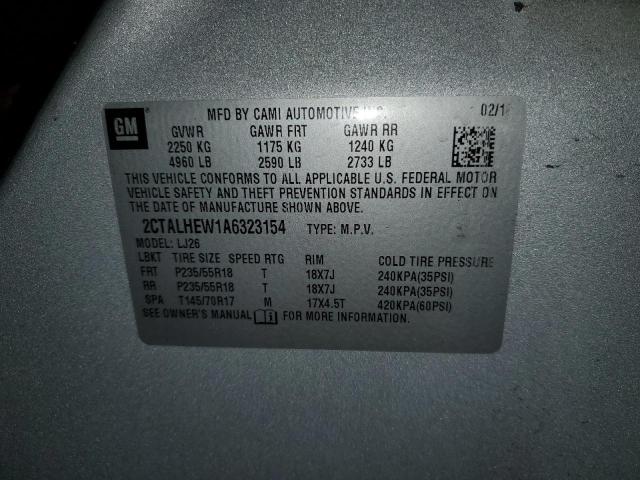 GM
MFD BY CAMI AUTOMOTIVE INC. 02/1
GVWR GAWR FRT GAWR RR
2250 KG 1175 KG 1240 KG
4960 LB 2590 LB 2733 LB
THIS VEHICLE CONFORMS TO ALL APPLICABLE U.S. FEDERAL MOTOR
VEHICLE SAFETY AND THEFT PREVENTION STANDARDS IN EFFECT ON
THE DATE OF MANUFACTURE SHOWN ABOVE.
2CTALHEW1A6323154 TYPE: M.P.V.
MODEL: LJ26
LBKT TIRE SIZE SPEED RTG RIM COLD TIRE PRESSURE
FRT P235/55R18 T 18X7J 240KPA(35PSI)
RR P235/55R18 T 18X7J 240KPA(35PSI)
SPA T145/70R17 M 17X4.5T 420KPA(60PSI)
SEE OWNER'S MANUAL FOR MORE INFORMATION.